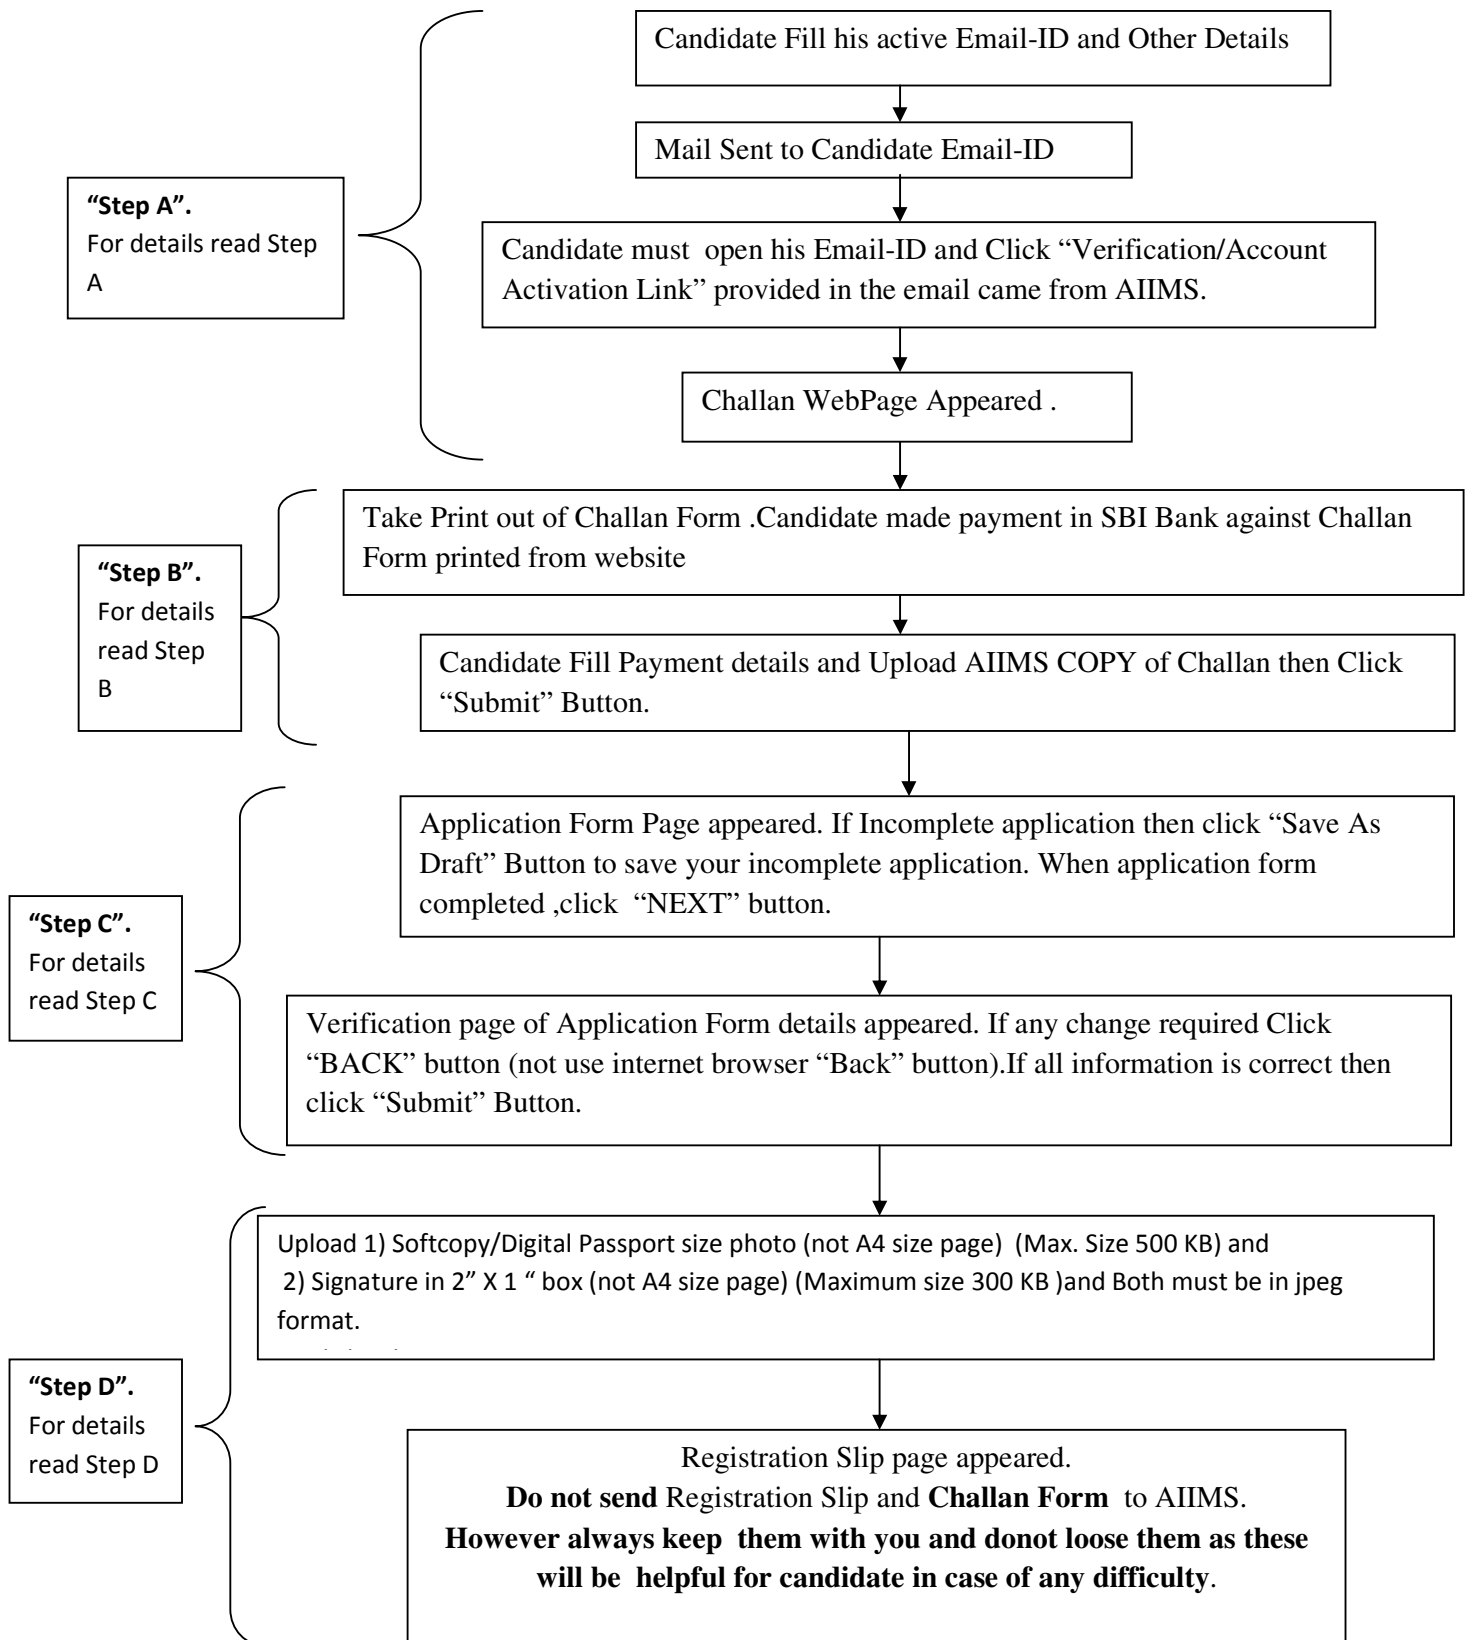 Candidate Fill his active Email-ID and Other Details
Mail Sent to Candidate Email-ID
“Step A”.
For details read Step
A
Candidate must  open his Email-ID and Click “Verification/Account
Activation Link” provided in the email came from AIIMS.
Challan WebPage Appeared .
Take Print out of Challan Form .Candidate made payment in SBI Bank against Challan
Form printed from website
“Step B”.
For details
read Step
B
Candidate Fill Payment details and Upload AIIMS COPY of Challan then Click
“Submit” Button.
Application Form Page appeared. If Incomplete application then click “Save As
Draft” Button to save your incomplete application. When application form
completed ,click  “NEXT” button.
“Step C”.
For details
read Step C
Verification page of Application Form details appeared. If any change required Click
“BACK” button (not use internet browser “Back” button).If all information is correct then
click “Submit” Button.
Upload 1) Softcopy/Digital Passport size photo (not A4 size page)  (Max. Size 500 KB) and
2) Signature in 2” X 1 “ box (not A4 size page) (Maximum size 300 KB )and Both must be in jpeg
format.
“Step D”.
For details
read Step D
Registration Slip page appeared.
Do not send Registration Slip and Challan Form  to AIIMS.
However always keep  them with you and donot loose them as these
will be  helpful for candidate in case of any difficulty.